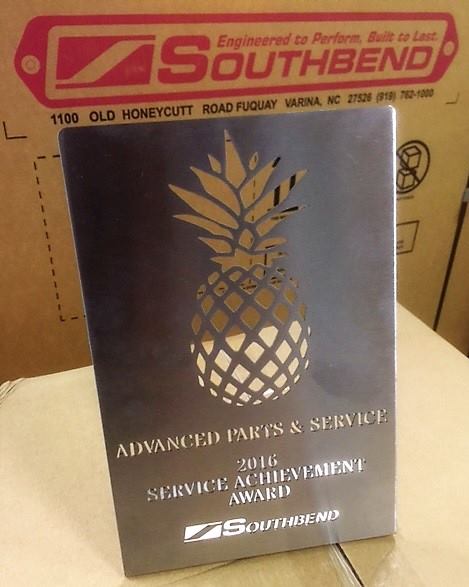 Engineered to Perform, Built to Last.
SOUTHBEND
1100 OLD HONEYCUTT ROAD FUQUAY VARINA, NC 27526 (919) 762-1000
ADVANCED PARTS & SERVICE
2016
SERVICE ACHIEVEMENT
AWARD
SOUTHBEND